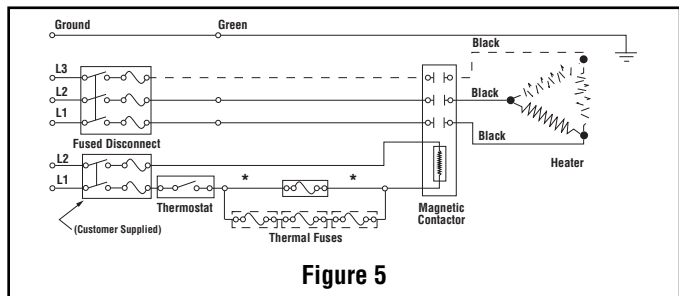 Ground
Green
Black
L3
L2
Black
L1
Black
Fused Disconnect
Heater
L2
L1
*
*
Thermostat
Magnetic
Contactor
(Customer Supplied)
Thermal Fuses
Figure 5